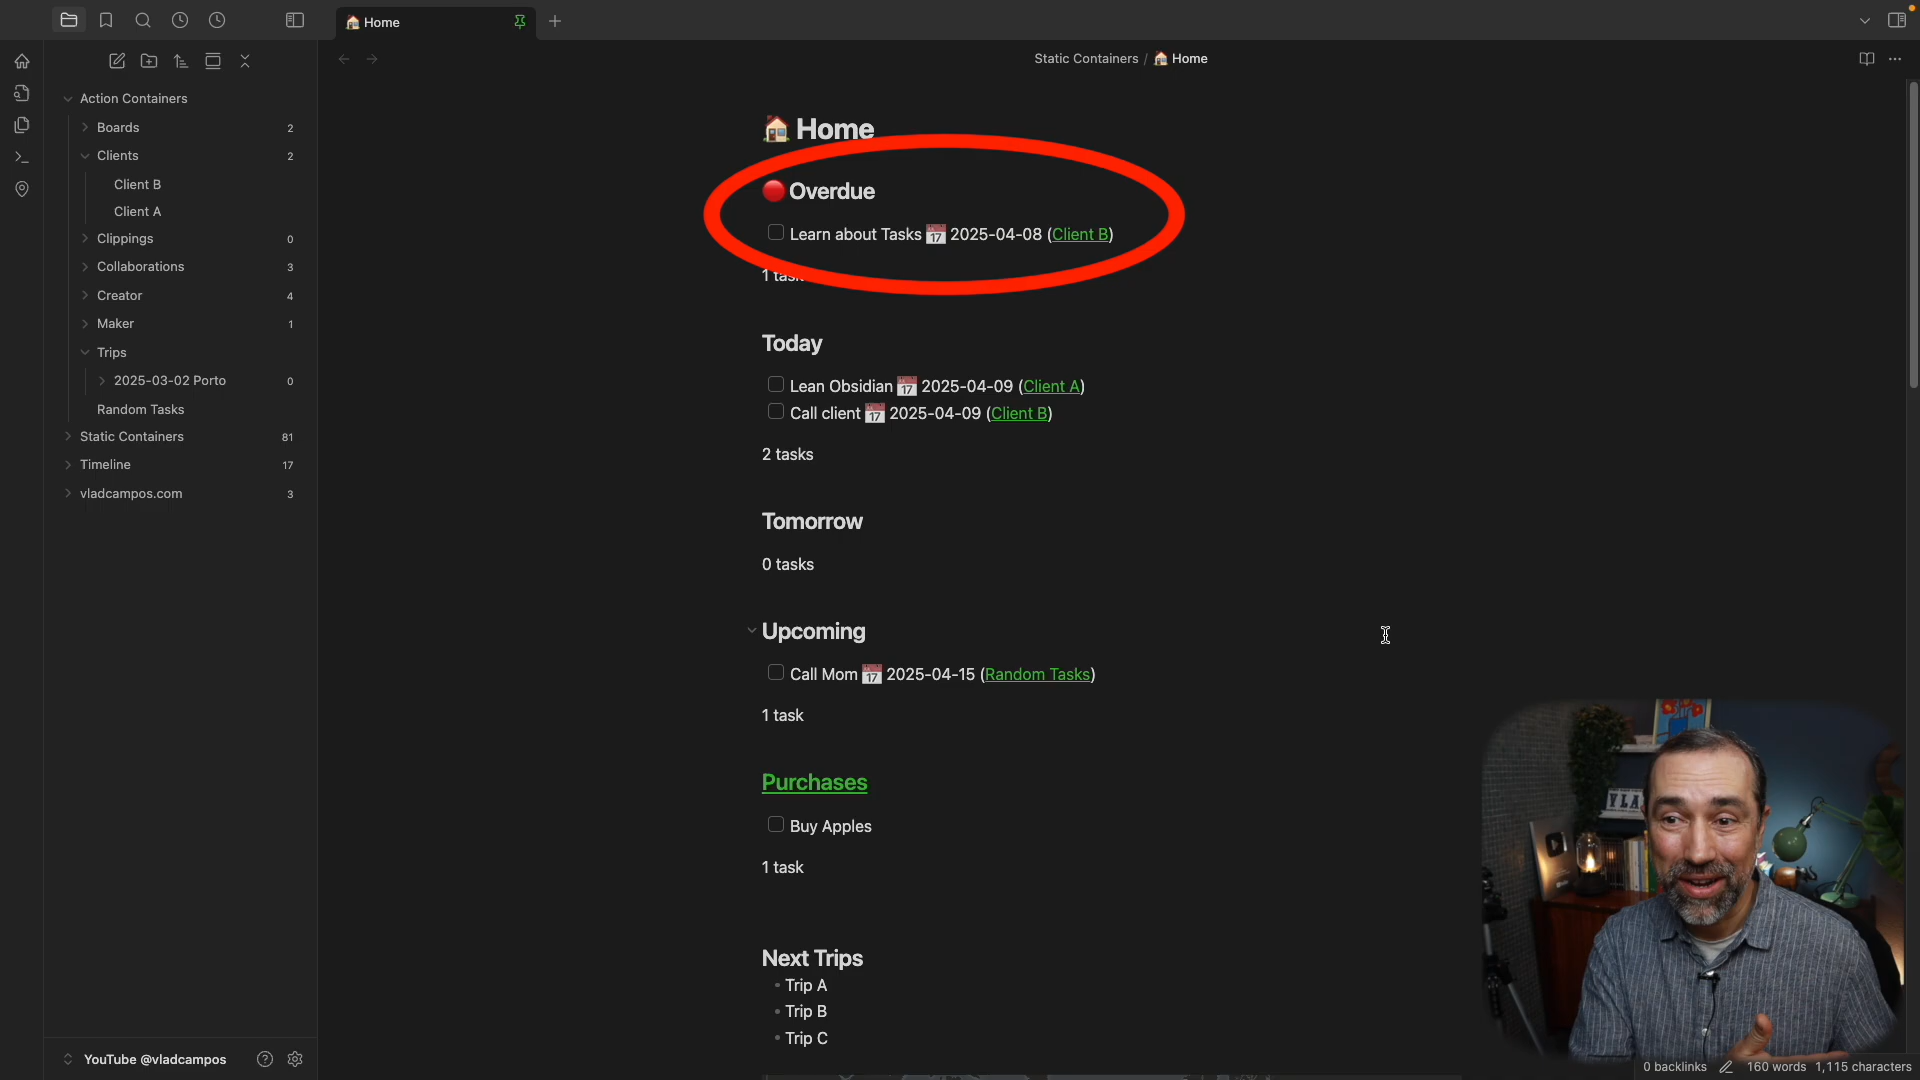 Home
Static Containers / Home
Action Containers
Boards 2
Clients 2
Client B
Client A
Clippings 0
Collaborations 3
Creator 4
Maker 1
Trips
2025-03-02 Porto 0
Random Tasks
Static Containers 81
Timeline 17
vladcampos.com 3
YouTube @vladcampos
Home
Overdue
Learn about Tasks 📅 2025-04-08 (Client B)
1 task
Today
Lean Obsidian 📅 2025-04-09 (Client A)
Call client 📅 2025-04-09 (Client B)
2 tasks
Tomorrow
0 tasks
Upcoming
Call Mom 📅 2025-04-15 (Random Tasks)
1 task
Purchases
Buy Apples
1 task
Next Trips
Trip A
Trip B
Trip C
0 backlinks 160 words 1,115 characters